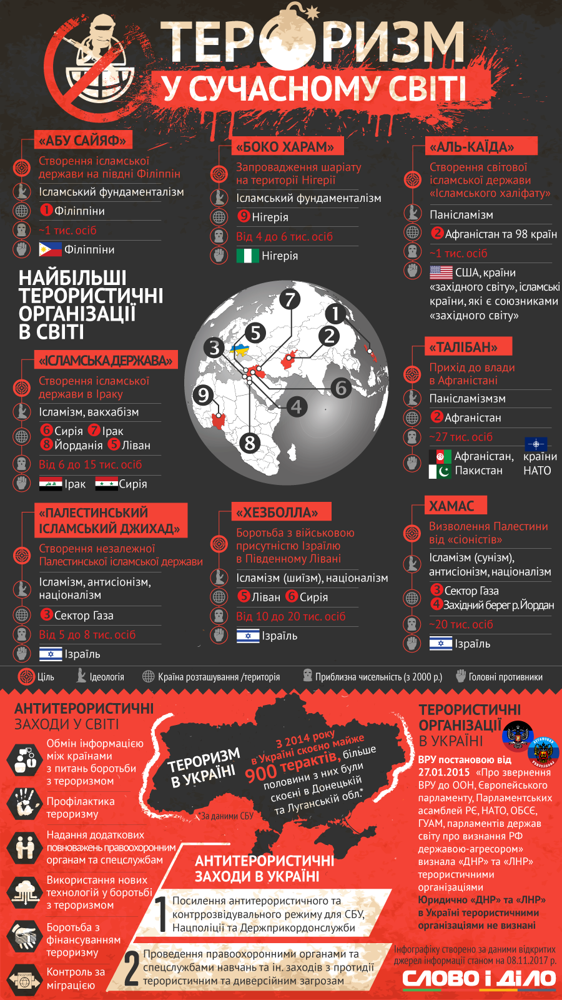 ТЕРОРИЗМ
У СУЧАСНОМУ СВІТІ
«АБУ САЙЯФ»
Створення ісламської
держави на півдні Філіппін
Ісламський фундаменталізм
1 Філіппіни
~1 тис. осіб
Філіппіни
«БОКО ХАРАМ»
Запровадження шаріату
на території Нігерії
Ісламський фундаменталізм
9 Нігерія
Від 4 до 6 тис. осіб
Нігерія
«АЛЬ-КАЇДА»
Створення світової
ісламської держави
«Ісламського халіфату»
Панісламізм
2 Афганістан та 98 країн
~1 тис. осіб
США, країни
«західного світу», ісламські
країни, які є союзниками
«західного світу»
НАЙБІЛЬШІ
ТЕРОРИСТИЧНІ
ОРГАНІЗАЦІЇ
В СВІТІ
7
1
5
2
3
6
9
4
8
«ІСЛАМСЬКА ДЕРЖАВА»
Створення ісламської
держави в Іраку
Ісламізм, вакхабізм
6 Сирія 7 Ірак
8 Йорданія 5 Ліван
Від 6 до 15 тис. осіб
Ірак Сирія
«ТАЛІБАН»
Прихід до влади
в Афганістані
Панісламізмзм
2 Афганістан
~27 тис. осіб
Афганістан, країни
Пакистан НАТО
«ПАЛЕСТИНСЬКИЙ
ІСЛАМСЬКИЙ ДЖИХАД»
Створення незалежної
Палестинської ісламської держави
Ісламізм, антисіонізм,
націоналізм
3 Сектор Газа
Від 5 до 8 тис. осіб
Ізраїль
«ХЕЗБОЛЛА»
Боротьба з військовою
присутністю Ізраїлю
в Південному Лівані
Ісламізм (шиїзм), націоналізм
5 Ліван 6 Сирія
Від 10 до 20 тис. осіб
Ізраїль
ХАМАС
Визволення Палестини
від «сіоністів»
Ісламізм (сунізм),
антисіонізм, націоналізм
3 Сектор Газа
4 Західний берег р. Йордан
~20 тис. осіб
Ізраїль
Ціль Ідеологія Країна розташування /територія Приблизна чисельність (з 2000 р.) Головні противники
АНТИТЕРОРИСТИЧНІ
ЗАХОДИ У СВІТІ
Обмін інформацією
між країнами
з питань боротьби
з тероризмом
Профілактика
тероризму
Надання додаткових
повноважень правоохоронним
органам та спецслужбам
Використання нових
технологій у боротьбі
з тероризмом
Боротьба з
фінансуванням
тероризму
PASSPORT
Контроль за
міграцією
ТЕРОРИЗМ
В УКРАЇНІ
З 2014 року
в Україні скоєно майже
900 терактів, більше
половини з них були
скоєні в Донецькій
та Луганській обл.*
*За даними СБУ
АНТИТЕРОРИСТИЧНІ
ЗАХОДИ В УКРАЇНІ
1
Посилення антитерористичного та
контррозвідувального режиму для СБУ,
Нацполіції та Держприкордонслужби
2
Проведення правоохоронними органами та
спецслужбами навчань та ін. заходів з протидії
терористичним та диверсійним загрозам
ТЕРОРИСТИЧНІ
ОРГАНІЗАЦІЇ
В УКРАЇНІ
ВРУ постановою від
27.01.2015 «Про звернення
ВРУ до ООН, Європейського
парламенту, Парламентських
асамблей РЄ, НАТО, ОБСЄ,
ГУАМ, парламентів держав
світу про визнання РФ
державою-агресором»
визнала «ДНР» та «ЛНР»
терористичними
організаціями
Юридично «ДНР» та «ЛНР»
в Україні терористичними
організаціями не визнані
Інфографіку створено за даними відкритих
джерел інформації станом на 08.11.2017 р.
СЛОВО І ДІЛО